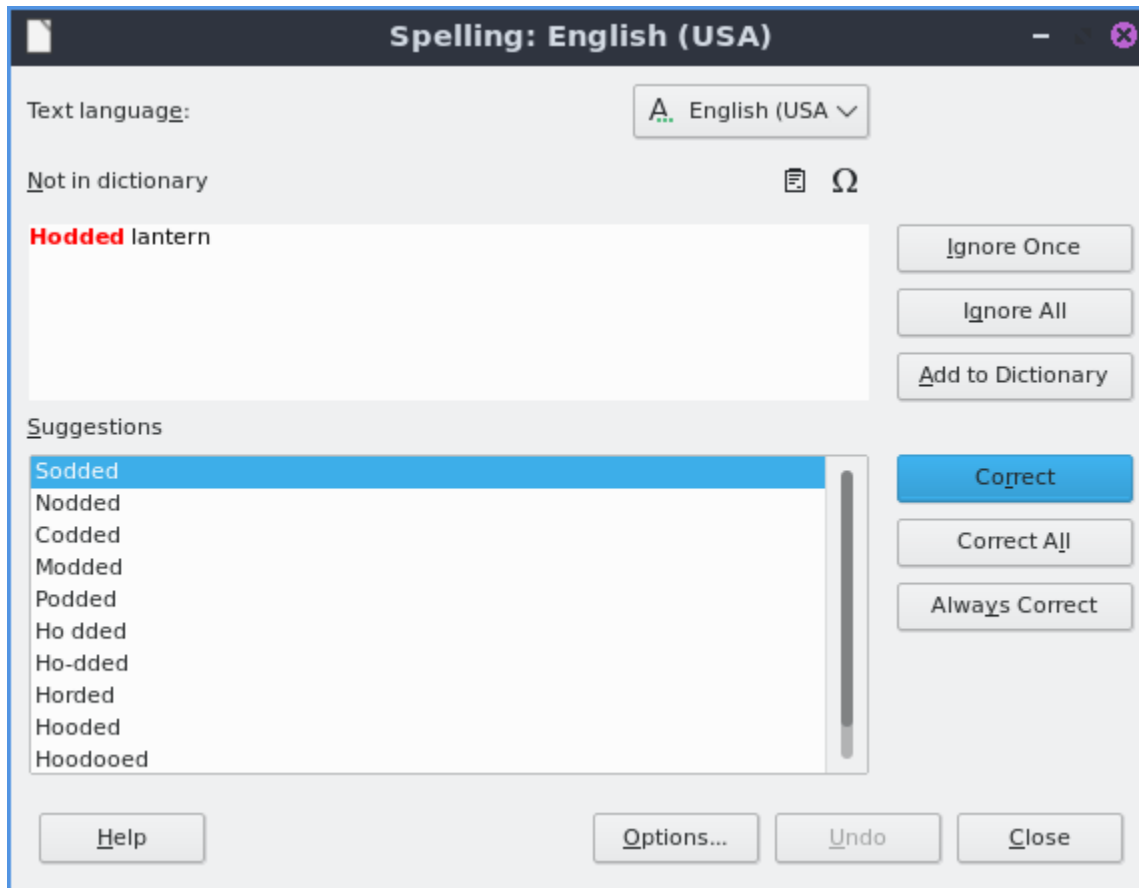 Spelling: English (USA)
Text language:
A English (USA
Not in dictionary
Ω
Hodded lantern
Ignore Once
Ignore All
Add to Dictionary
Suggestions
Sodded
Nodded
Codded
Modded
Podded
Ho dded
Ho-dded
Horded
Hooded
Hoodooed
Correct
Correct All
Always Correct
Help
Options...
Undo
Close